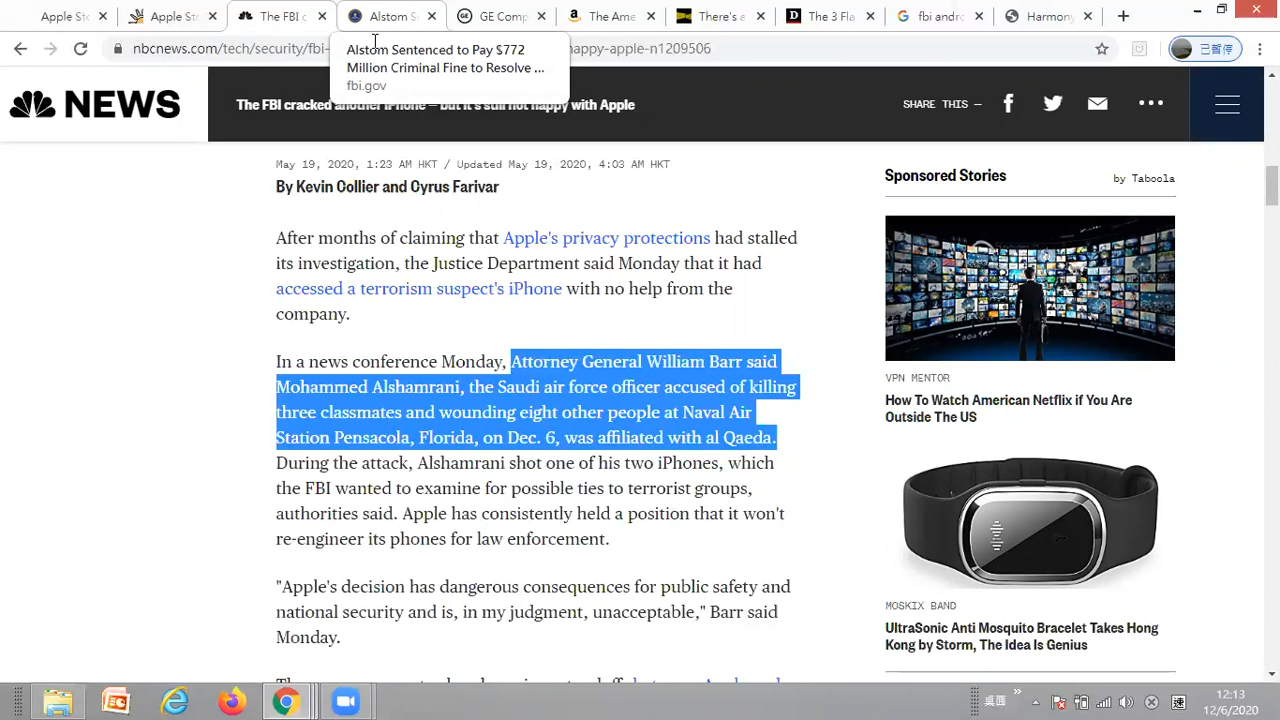 Apple St
Apple St
The FBI c
Alstom S
GE Comp
The Ame
There's a
The 3 Fla
fbi andr
Harmony
nbcnews.com/tech/security/fbi-
happy-apple-n1209506
已暫停
Alstom Sentenced to Pay $772
Million Criminal Fine to Resolve ...
fbi.gov
NEWS
The FBI cracked another iPhone — but it's still not happy with Apple
SHARE THIS —
May 19, 2020, 1:23 AM HKT / Updated May 19, 2020, 4:03 AM HKT
By Kevin Collier and Cyrus Farivar
After months of claiming that Apple's privacy protections had stalled
its investigation, the Justice Department said Monday that it had
accessed a terrorism suspect's iPhone with no help from the
company.
In a news conference Monday, Attorney General William Barr said
Mohammed Alshamrani, the Saudi air force officer accused of killing
three classmates and wounding eight other people at Naval Air
Station Pensacola, Florida, on Dec. 6, was affiliated with al Qaeda.
During the attack, Alshamrani shot one of his two iPhones, which
the FBI wanted to examine for possible ties to terrorist groups,
authorities said. Apple has consistently held a position that it won't
re-engineer its phones for law enforcement.
"Apple's decision has dangerous consequences for public safety and
national security and is, in my judgment, unacceptable," Barr said
Monday.
Sponsored Stories
by Taboola
VPN MENTOR
How To Watch American Netflix if You Are
Outside The US
MOSKIX BAND
UltraSonic Anti Mosquito Bracelet Takes Hong
Kong by Storm, The Idea Is Genius
桌面
12:13
12/6/2020